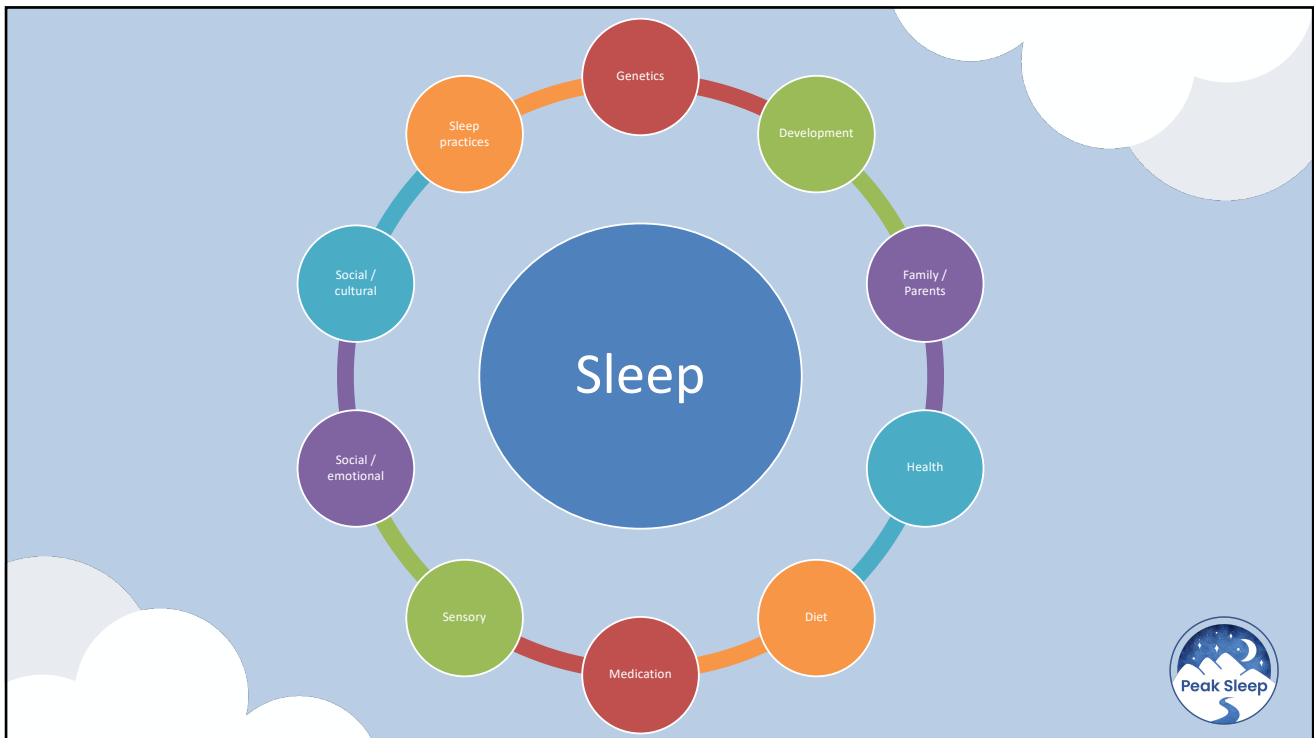 Genetics
Development
Family /
Parents
Health
Diet
Medication
Sensory
Social /
emotional
Social /
cultural
Sleep
practices
Sleep
Peak Sleep